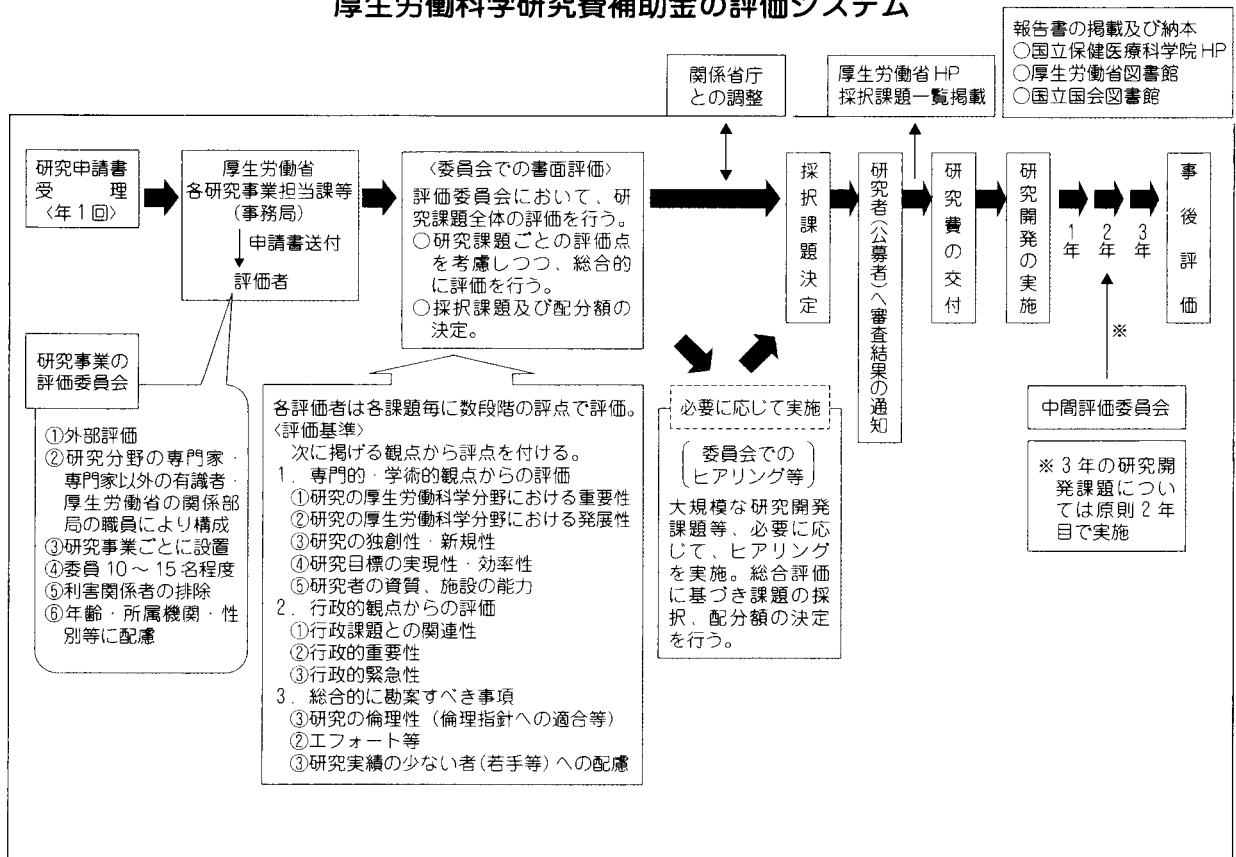 厚生労働科学研究費補助金の評価システム
報告書の掲載及び納本
○国立保健医療科学院HP
○厚生労働省図書館
○国立国会図書館
関係省庁
との調整
厚生労働省HP
採択課題一覧掲載
研究申請書
受理
〈年1回〉
厚生労働省
各研究事業担当課等
(事務局)
申請書送付
評価者
〈委員会での書面評価〉
評価委員会において、研
究課題全体の評価を行う。
○研究課題ごとの評価点
を考慮しつつ、総合的
に評価を行う。
○採択課題及び配分額の
決定。
採択課題決定
研究者(公募者)へ審査結果の通知
研究費の交付
研究開発の実施
1年
2年
3年
事後評価
研究事業の
評価委員会
①外部評価
②研究分野の専門家・
専門家以外の有識者・
厚生労働省の関係部
局の職員により構成
③研究事業ごとに設置
④委員10~15名程度
⑤利害関係者の排除
⑥年齢・所属機関・性
別等に配慮
各評価者は各課題毎に数段階の評点で評価。
〈評価基準〉
次に掲げる観点から評点を付ける。
1.専門的・学術的観点からの評価
①研究の厚生労働科学分野における重要性
②研究の厚生労働科学分野における発展性
③研究の独創性・新規性
④研究目標の実現性・効率性
⑤研究者の資質、施設の能力
2.行政的観点からの評価
①行政課題との関連性
②行政的重要性
③行政的緊急性
3.総合的に勘案すべき事項
③研究の倫理性(倫理指針への適合等)
②エフォート等
③研究実績の少ない者(若手等)への配慮
必要に応じて実施
(委員会での
ヒアリング等)
大規模な研究開発
課題等、必要に応
じて、ヒアリング
を実施。総合評価
に基づき課題の採
択、配分額の決定
を行う。
※
中間評価委員会
※3年の研究開
発課題につい
ては原則2年
目で実施